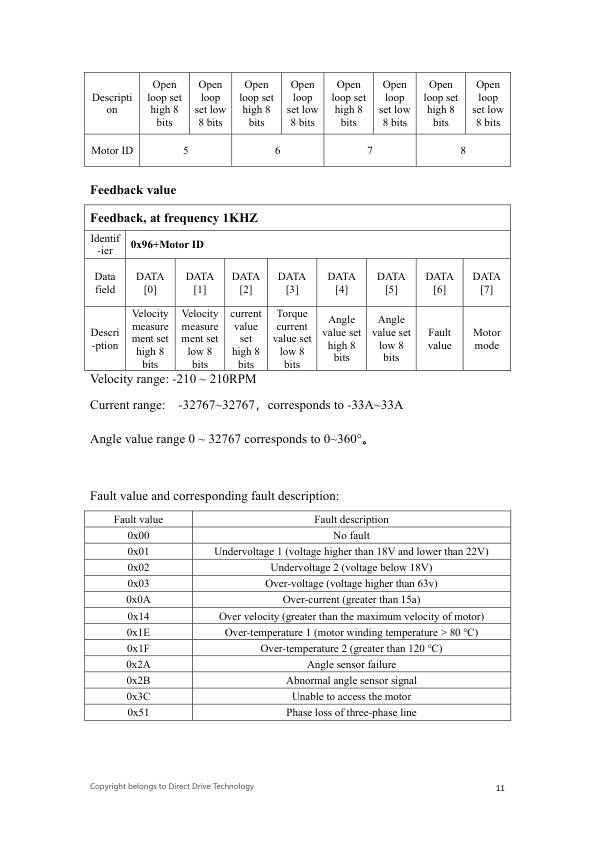 Descripti
on
Open
loop set
high 8
bits
Open
loop
set low
8 bits
Open
loop set
high 8
bits
Open
loop
set low
8 bits
Open
loop set
high 8
bits
Open
loop
set low
8 bits
Open
loop set
high 8
bits
Open
loop
set low
8 bits
Motor ID 5 6 7 8
Feedback value
Feedback, at frequency 1KHZ
Identif
-ier
0x96+Motor ID
Data
field
DATA
[0]
DATA
[1]
DATA
[2]
DATA
[3]
DATA
[4]
DATA
[5]
DATA
[6]
DATA
[7]
Descri
-ption
Velocity
measure
ment set
high 8
bits
Velocity
measure
ment set
low 8
bits
current
value
set
high 8
bits
Torque
current
value set
low 8
bits
Angle
value set
high 8
bits
Angle
value set
low 8
bits
Fault
value
Motor
mode
Velocity range: -210 ~ 210RPM
Current range: -32767~32767，corresponds to -33A~33A
Angle value range 0 ~ 32767 corresponds to 0~360°。
Fault value and corresponding fault description:
Fault value Fault description
0x00 No fault
0x01 Undervoltage 1 (voltage higher than 18V and lower than 22V)
0x02 Undervoltage 2 (voltage below 18V)
0x03 Over-voltage (voltage higher than 63v)
0x0A Over-current (greater than 15a)
0x14 Over velocity (greater than the maximum velocity of motor)
0x1E Over-temperature 1 (motor winding temperature > 80 ℃)
0x1F Over-temperature 2 (greater than 120 ℃)
0x2A Angle sensor failure
0x2B Abnormal angle sensor signal
0x3C Unable to access the motor
0x51 Phase loss of three-phase line
Copyright belongs to Direct Drive Technology 11